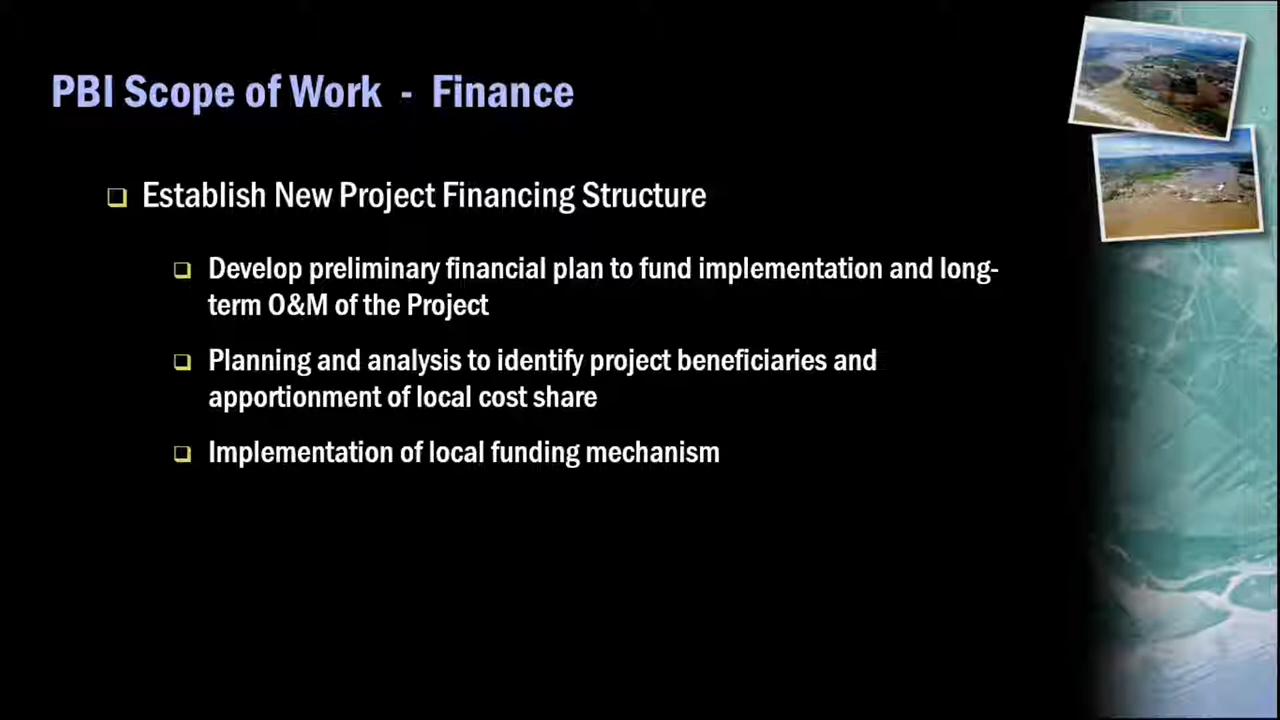 PBI Scope of Work - Finance
Establish New Project Financing Structure
Develop preliminary financial plan to fund implementation and long-
term O&M of the Project
Planning and analysis to identify project beneficiaries and
apportionment of local cost share
Implementation of local funding mechanism